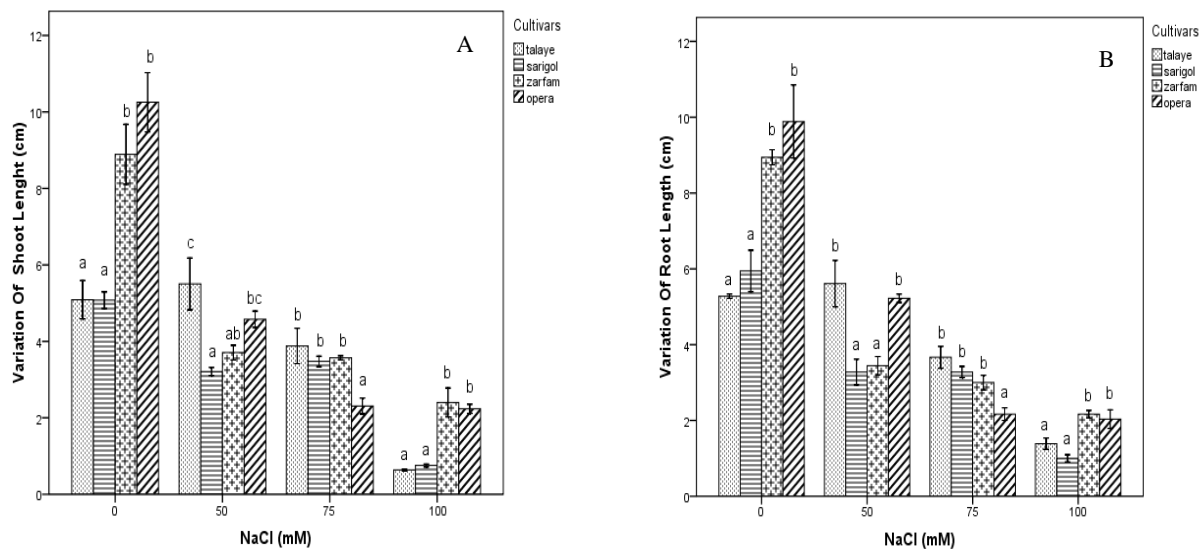 Variation Of Shoot Lenght (cm)
12
10
8
6
4
2
0
a
a
b
b
c
a
ab
bc
b
b
b
a
a
a
b
b
A
Cultivars
talaye
sarigol
zarfam
opera
0
50
75
100
NaCl (mM)
Variation Of Root Length (cm)
12
10
8
6
4
2
0
a
a
b
b
b
a
a
b
b
b
b
a
a
a
b
b
B
Cultivars
talaye
sarigol
zarfam
opera
0
50
75
100
NaCl (mM)